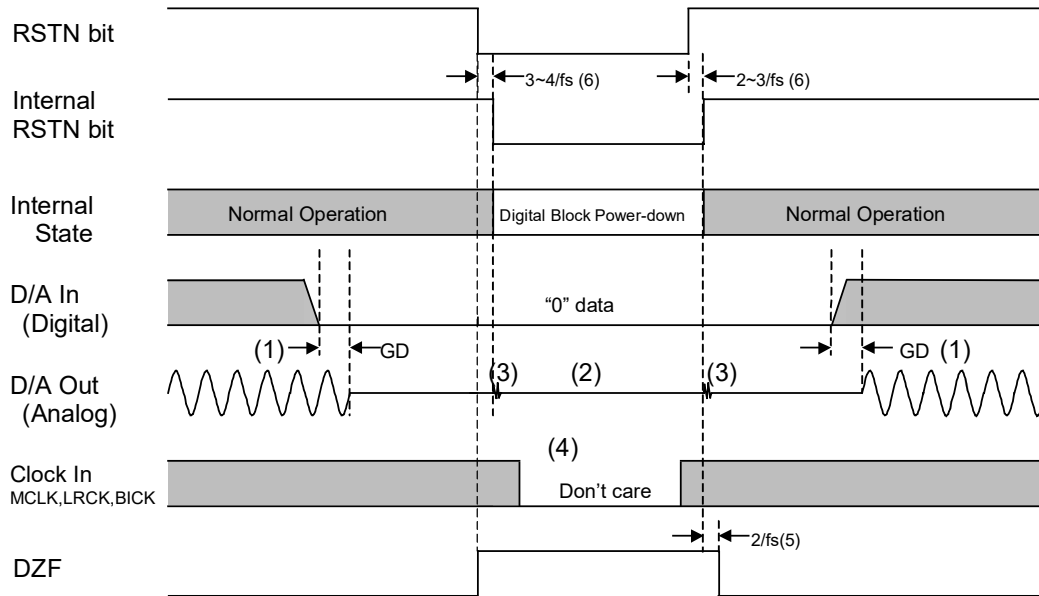 RSTN bit
3~4/fs (6)
2~3/fs (6)
Internal
RSTN bit
Internal
State
Normal Operation
Digital Block Power-down
Normal Operation
D/A In
(Digital)
“0” data
(1)
GD
GD
(1)
D/A Out
(Analog)
(3)
(2)
(3)
(4)
Clock In
MCLK,LRCK,BICK
Don’t care
2/fs(5)
DZF